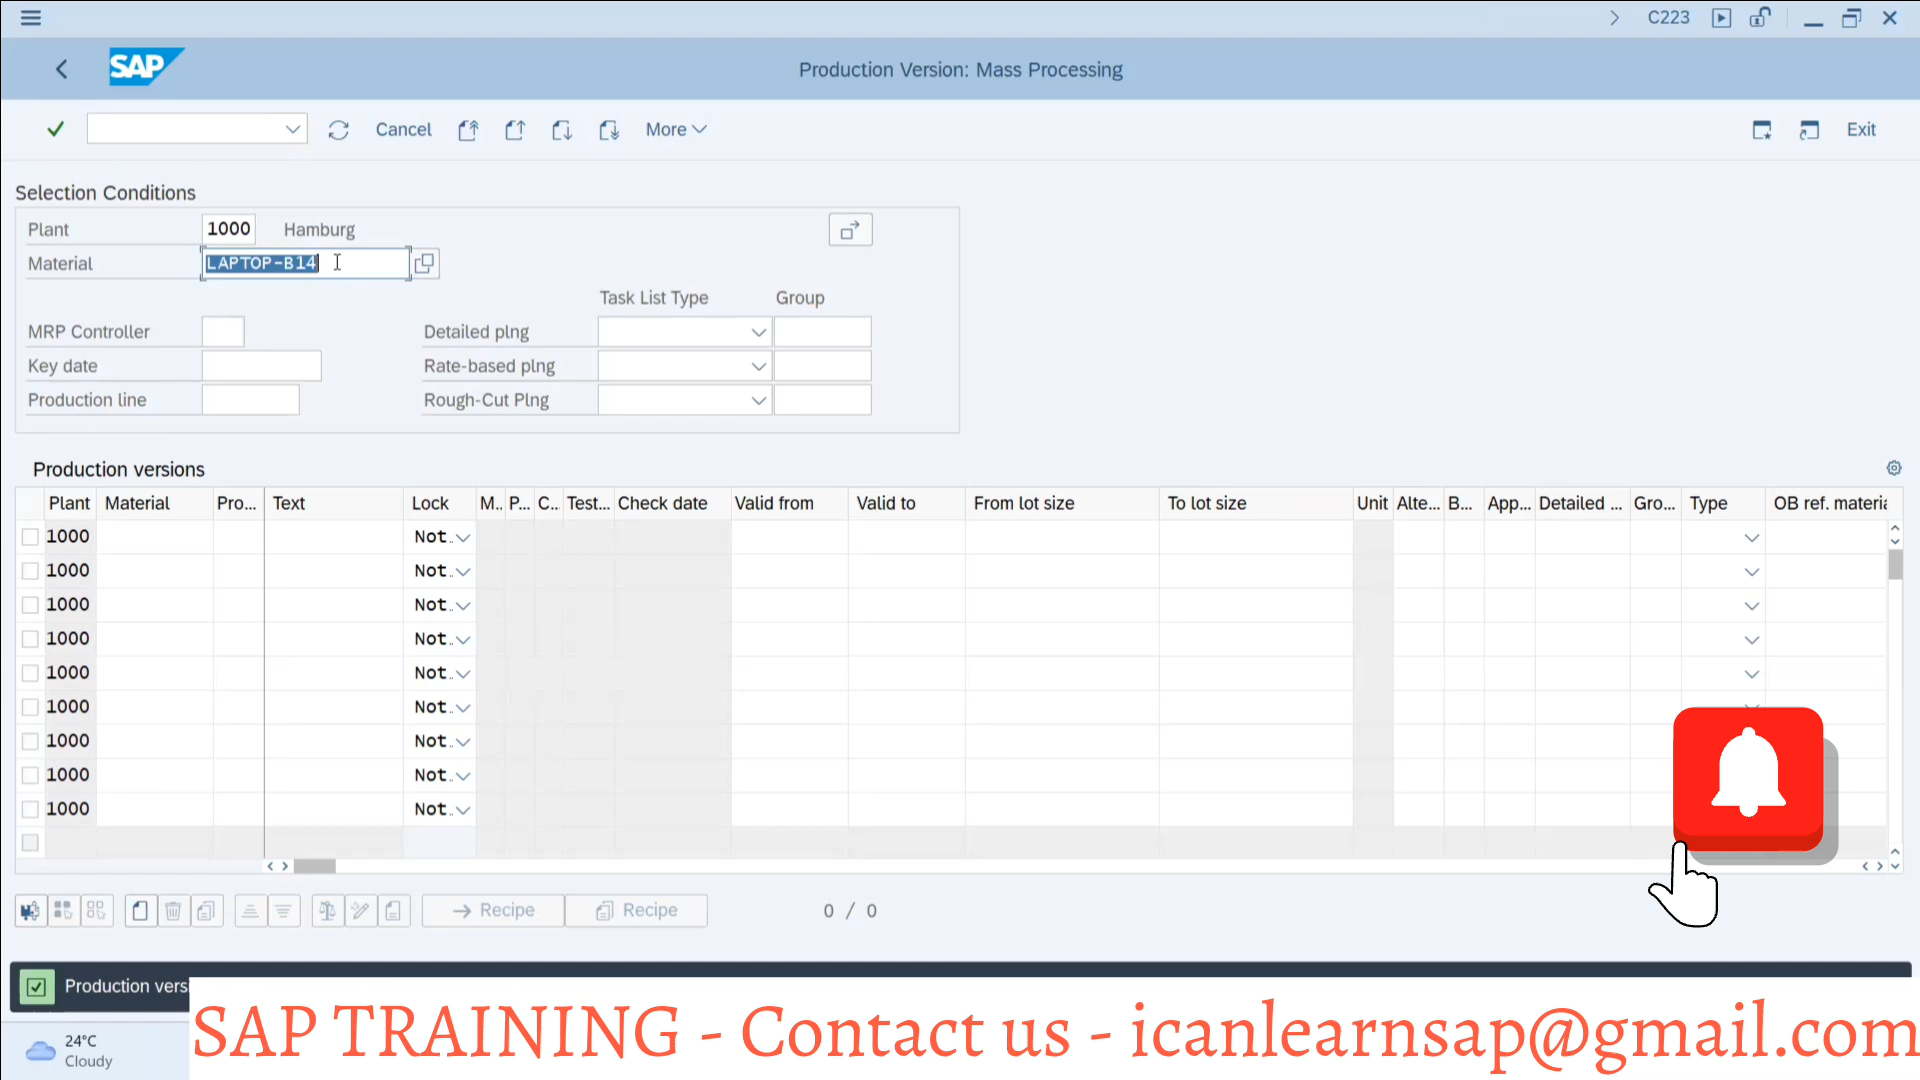 C223
SAP
Production Version: Mass Processing
Cancel More Exit
Selection Conditions
Plant 1000 Hamburg
Material LAPTOP-B14
Task List Type Group
MRP Controller Detailed plng
Key date Rate-based plng
Production line Rough-Cut Plng
Production versions
Plant Material Pro... Text Lock M.. P... C... Test... Check date Valid from Valid to From lot size To lot size Unit Alte... B... App... Detailed ... Gro... Type OB ref. materia
1000 Not..
1000 Not..
1000 Not..
1000 Not..
1000 Not..
1000 Not..
1000 Not..
1000 Not..
1000 Not..
Recipe Recipe 0 / 0
Production versi
SAP TRAINING - Contact us - icanlearnsap@gmail.com
24°C
Cloudy